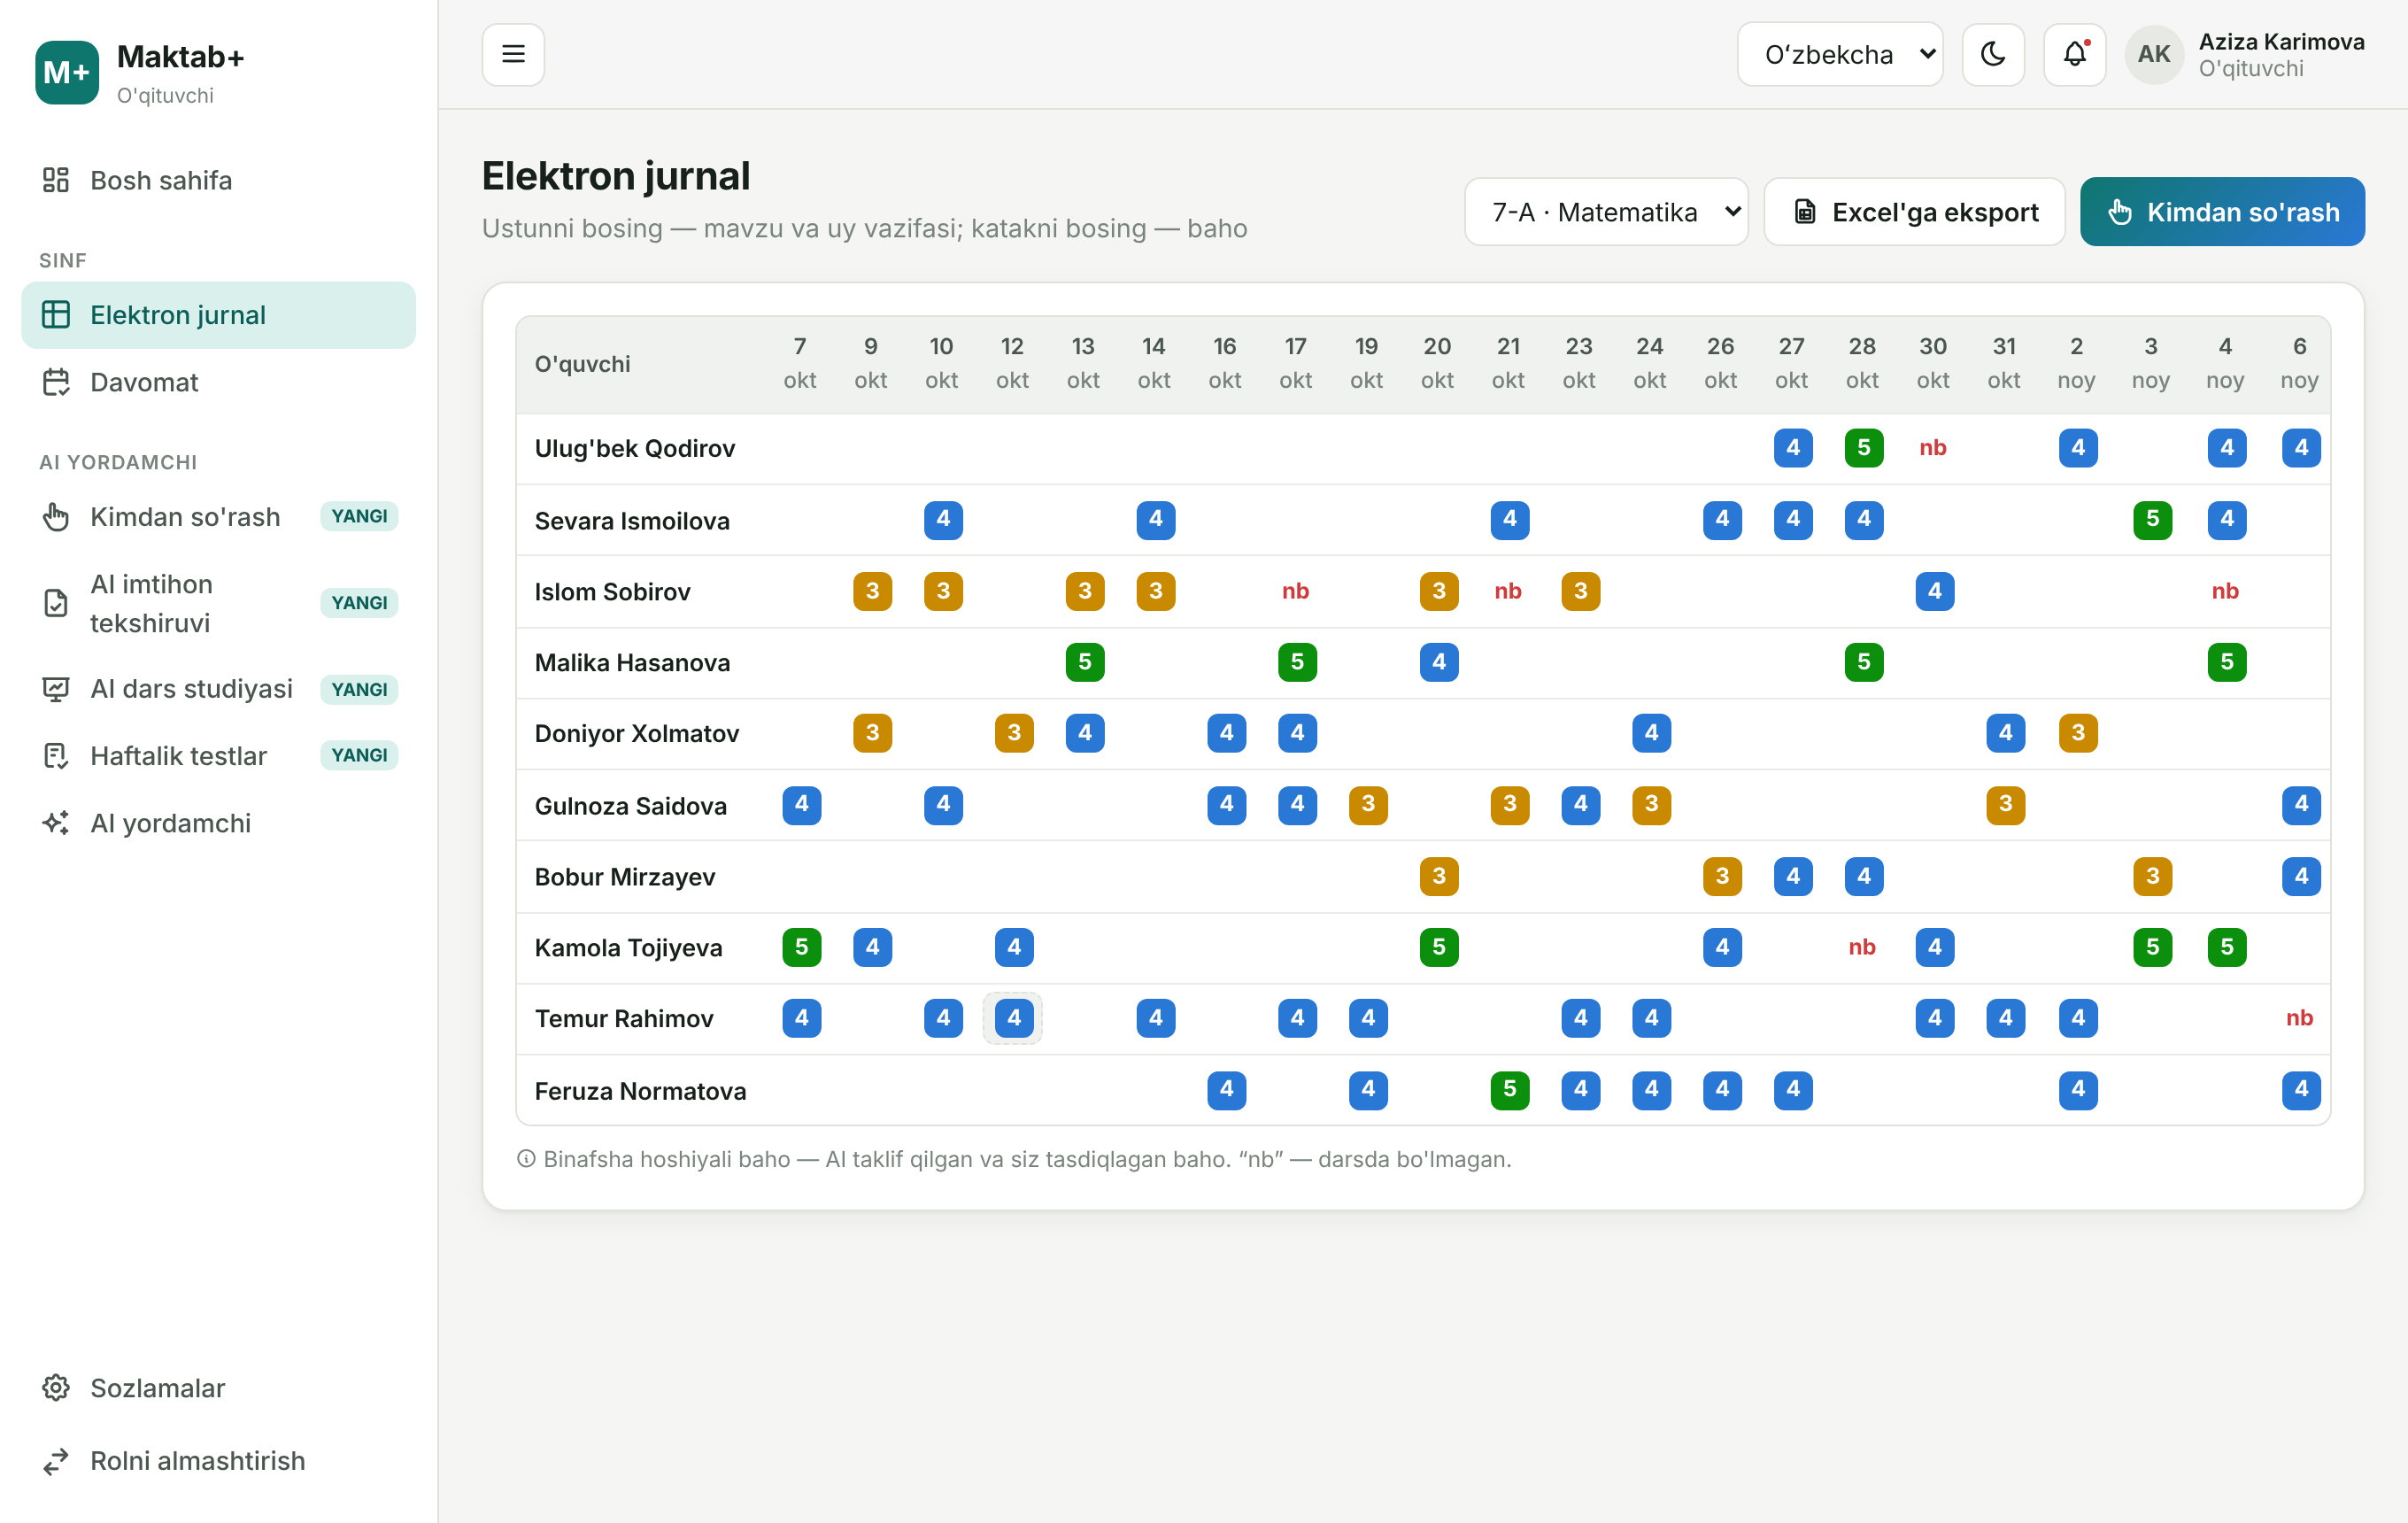 M+ Maktab+
O'qituvchi
Bosh sahifa
SINF
Elektron jurnal
Davomat
AI YORDAMCHI
Kimdan so'rash YANGI
AI imtihon
tekshiruvi YANGI
AI dars studiyasi YANGI
Haftalik testlar YANGI
AI yordamchi
Sozlamalar
Rolni almashtirish
Oʻzbekcha
AK Aziza Karimova
O'qituvchi
Elektron jurnal
Ustunni bosing — mavzu va uy vazifasi; katakni bosing — baho
7-A · Matematika Excel'ga eksport Kimdan so'rash
O'quvchi 7 okt 9 okt 10 okt 12 okt 13 okt 14 okt 16 okt 17 okt 19 okt 20 okt 21 okt 23 okt 24 okt 26 okt 27 okt 28 okt 30 okt 31 okt 2 noy 3 noy 4 noy 6 noy
Ulug'bek Qodirov 4 5 nb 4 4 4
Sevara Ismoilova 4 4 4 4 4 4 5 4
Islom Sobirov 3 3 3 3 nb 3 nb 3 4 nb
Malika Hasanova 5 5 4 5 5
Doniyor Xolmatov 3 3 4 4 4 4 4 3
Gulnoza Saidova 4 4 4 4 3 3 4 3 3 4
Bobur Mirzayev 3 3 4 4 3 4
Kamola Tojiyeva 5 4 4 5 4 nb 4 5 5
Temur Rahimov 4 4 4 4 4 4 4 4 4 4 4 nb
Feruza Normatova 4 4 5 4 4 4 4 4 4
Binafsha hoshiyali baho — AI taklif qilgan va siz tasdiqlagan baho. “nb” — darsda bo'lmagan.